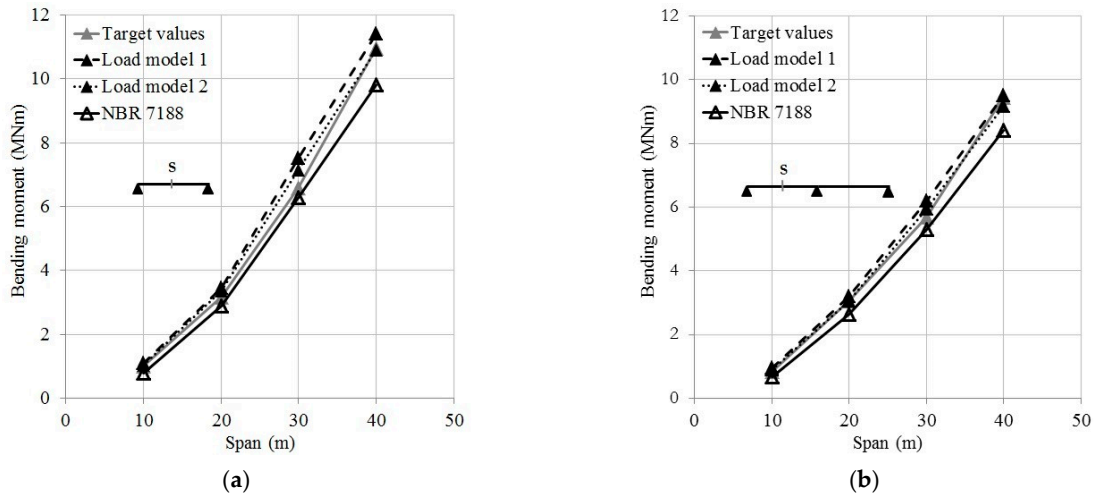 12
10
8
6
4
2
0
Bending moment (MNm)
Target values
Load model 1
Load model 2
NBR 7188
s
0
10
20
30
40
50
Span (m)
(a)
12
10
8
6
4
2
0
Bending moment (MNm)
Target values
Load model 1
Load model 2
NBR 7188
s
0
10
20
30
40
50
Span (m)
(b)